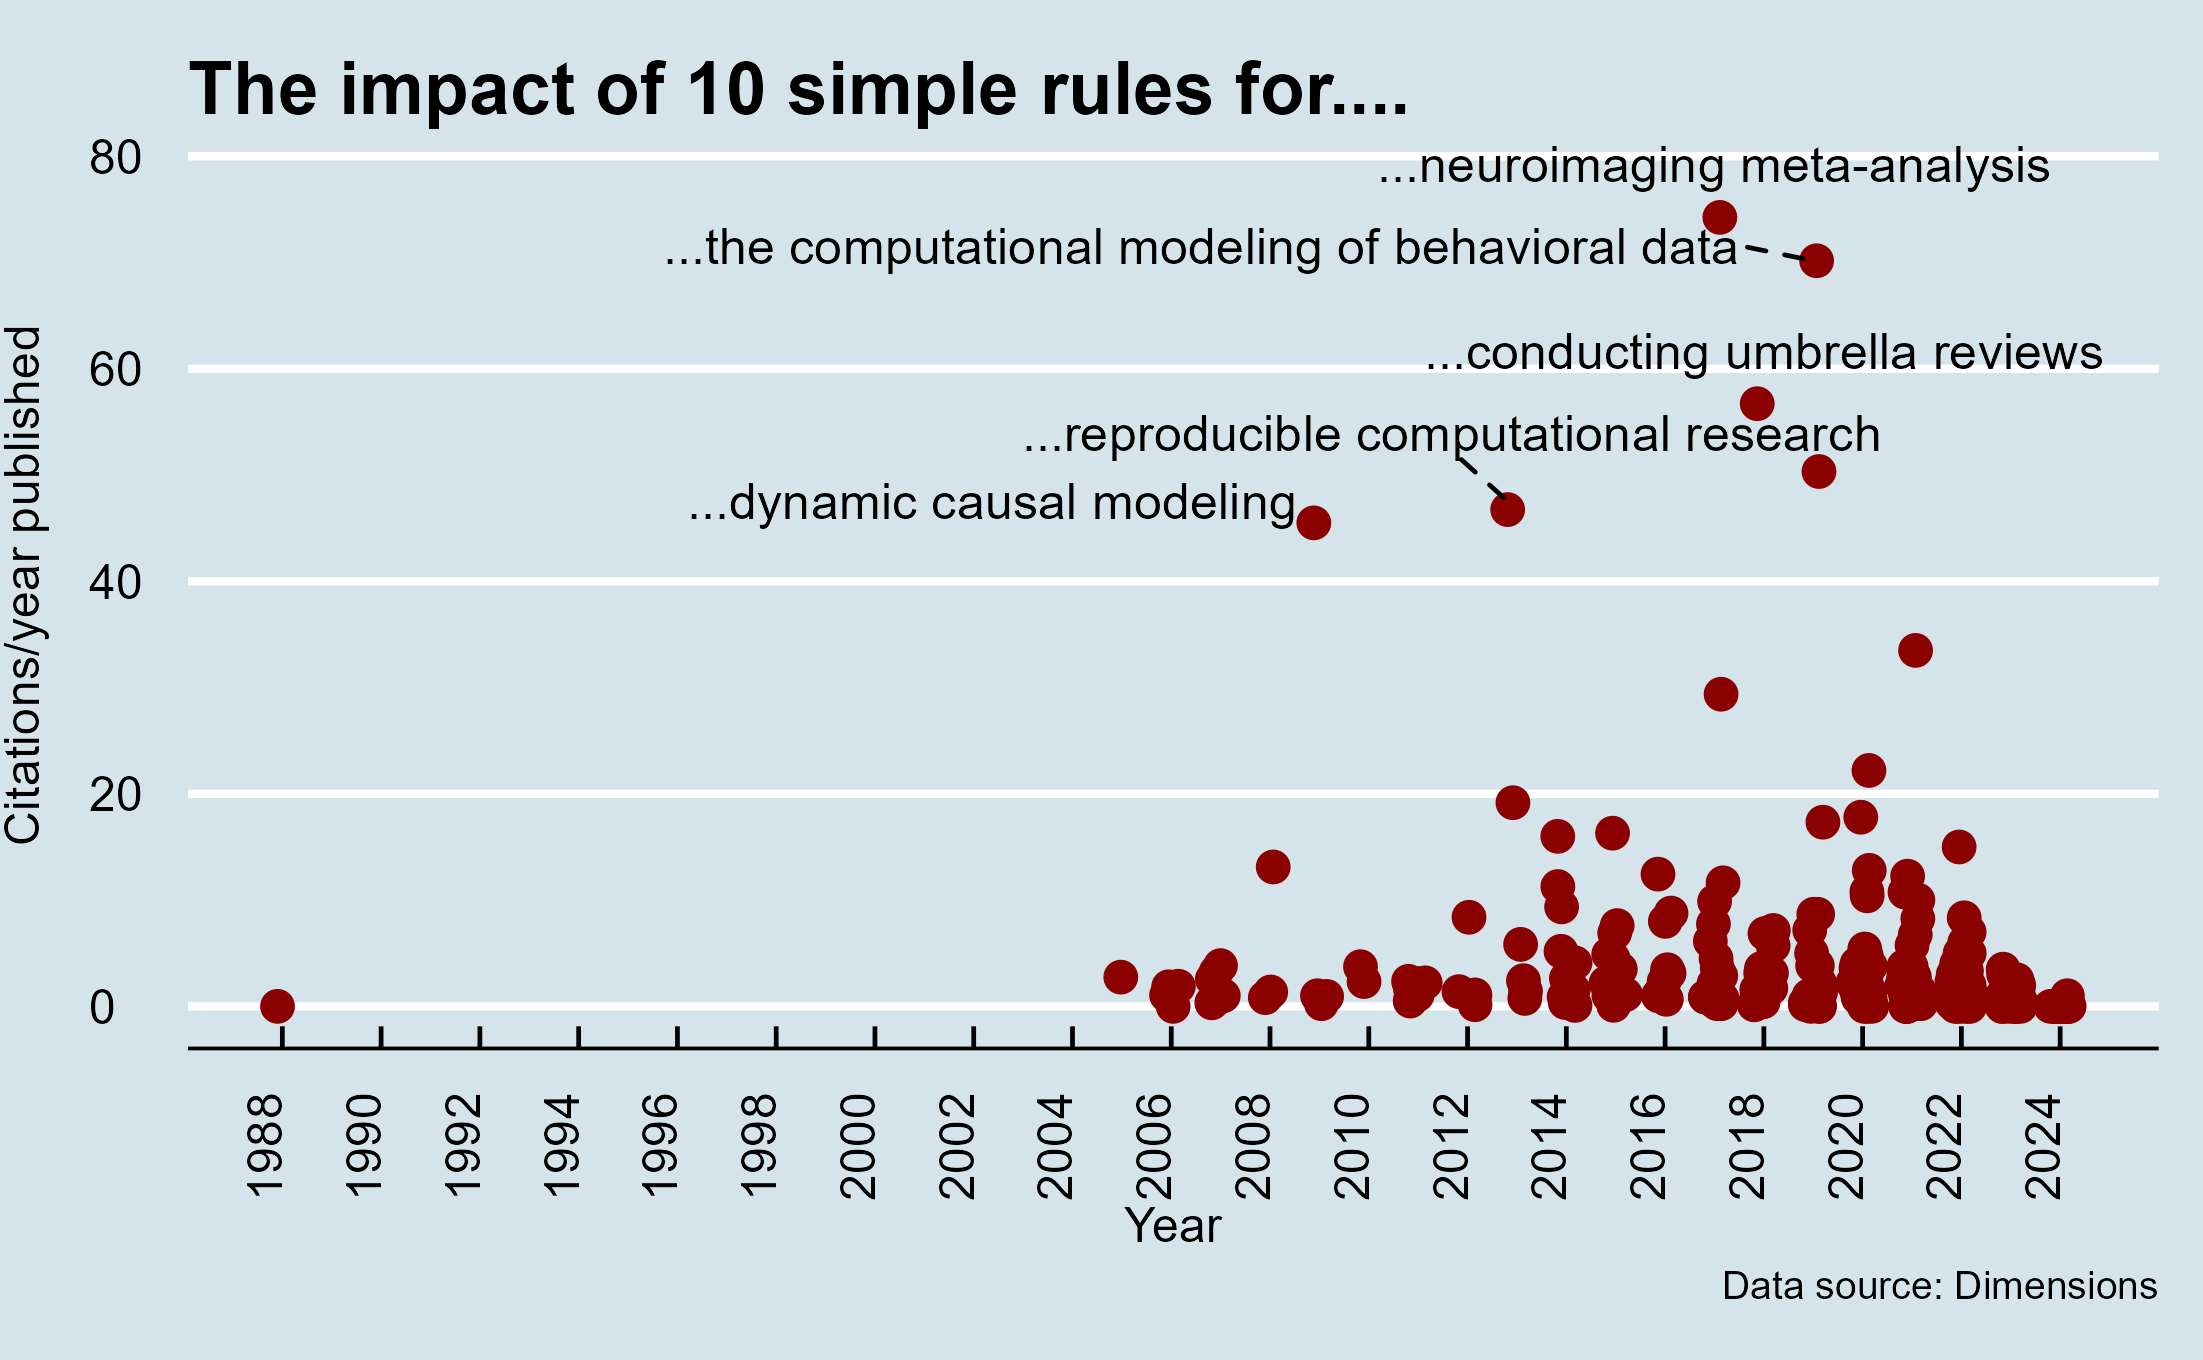 The impact of 10 simple rules for....
80
...neuroimaging meta-analysis
...the computational modeling of behavioral data
...conducting umbrella reviews
60
...reproducible computational research
...dynamic causal modeling
40
20
0
Citations/year published
1988
1990
1992
1994
1996
1998
2000
2002
2004
2006
2008
2010
2012
2014
2016
2018
2020
2022
2024
Year
Data source: Dimensions